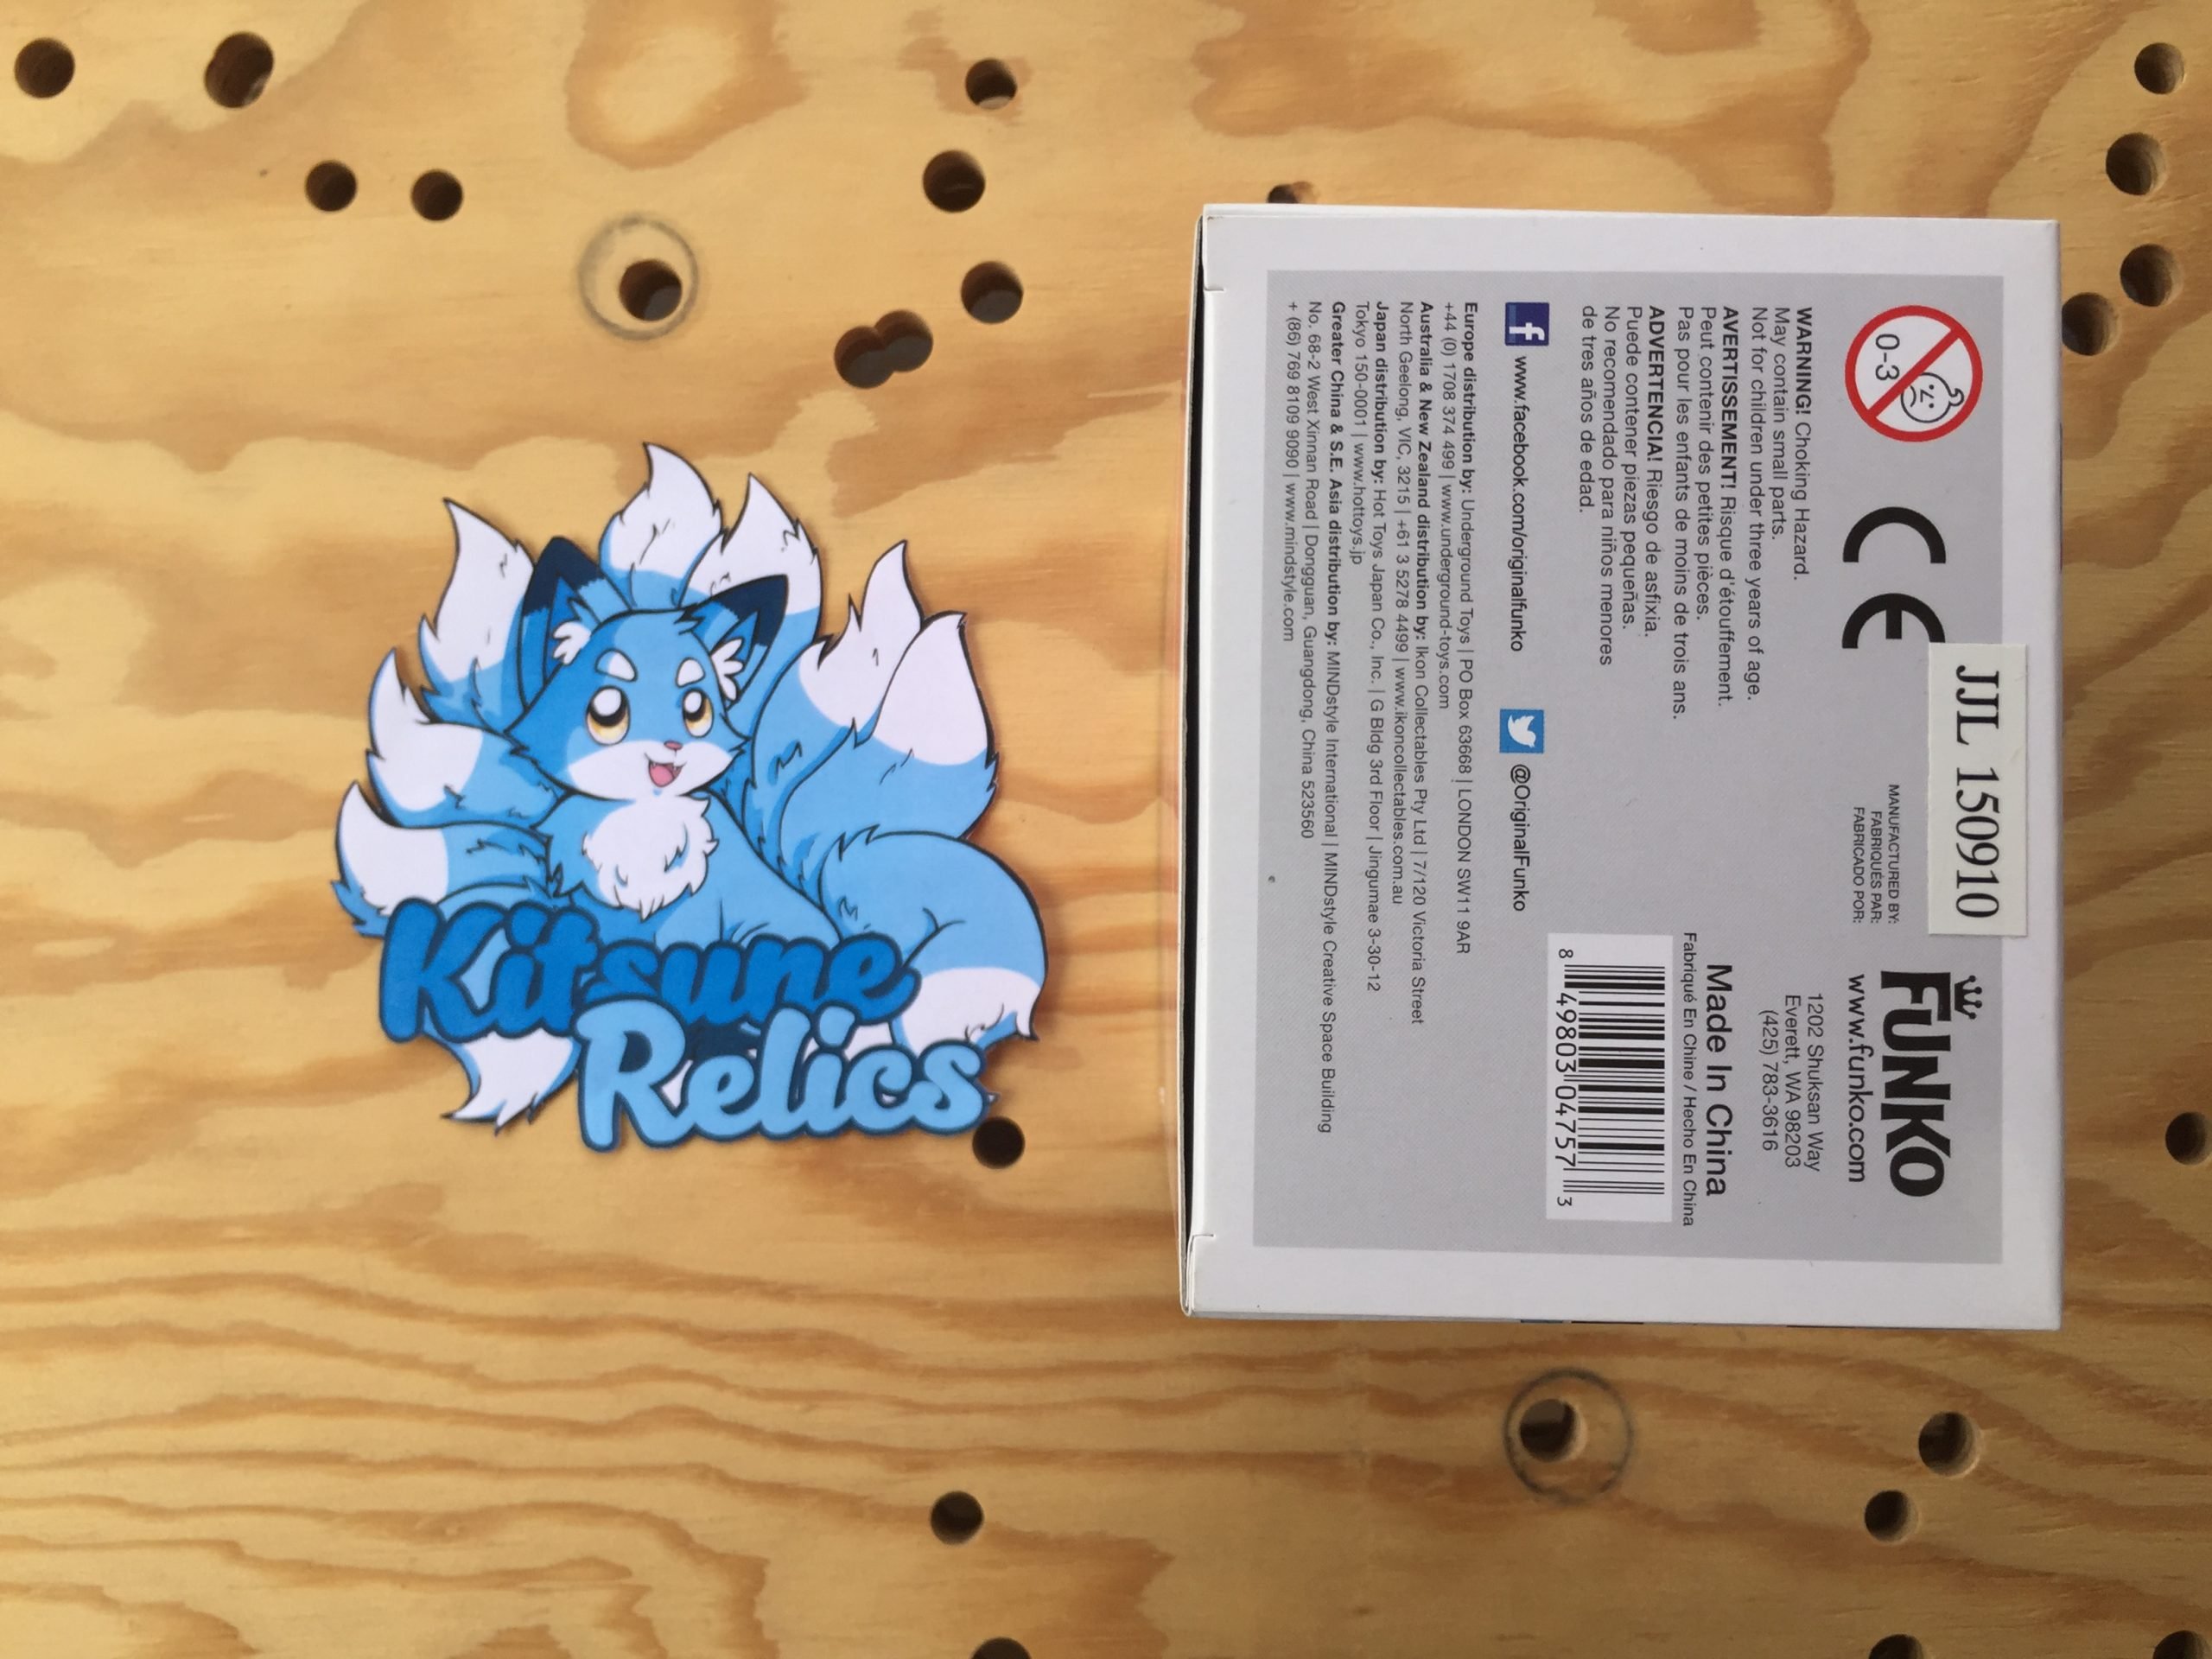 Kitsune
Relics
0-3
CE
JJL 150910
WARNING! Choking Hazard.
May contain small parts.
Not for children under three years of age.
AVERTISSEMENT! Risque d'étouffement.
Peut contenir des petites pièces.
Pas pour les enfants de moins de trois ans.
ADVERTENCIA! Riesgo de asfixia.
Puede contener piezas pequeñas.
No recomendado para niños menores
de tres años de edad.
MANUFACTURED BY:
FABRIQUÉS PAR:
FABRICADO POR:
FUNKO
www.funko.com
1202 Shuksan Way
Everett, WA 98203
(425) 783-3616
Made In China
Fabriqué En Chine / Hecho En China
8 49803 04757 3
f www.facebook.com/originalfunko
@OriginalFunko
Europe distribution by: Underground Toys | PO Box 63668 | LONDON SW11 9AR
+44 (0) 1708 374 499 | www.underground-toys.com
Australia & New Zealand distribution by: Ikon Collectables Pty Ltd | 7/120 Victoria Street
North Geelong, VIC, 3215 | +61 3 5278 4499 | www.ikoncollectables.com.au
Japan distribution by: Hot Toys Japan Co., Inc. | G Bldg 3rd Floor | Jingumae 3-30-12
Tokyo 150-0001 | www.hottoys.jp
Greater China & S.E. Asia distribution by: MINDstyle International | MINDstyle Creative Space Building
No. 68-2 West Xinnan Road | Dongguan, Guangdong, China 523560
+ (86) 769 8109 9090 | www.mindstyle.com